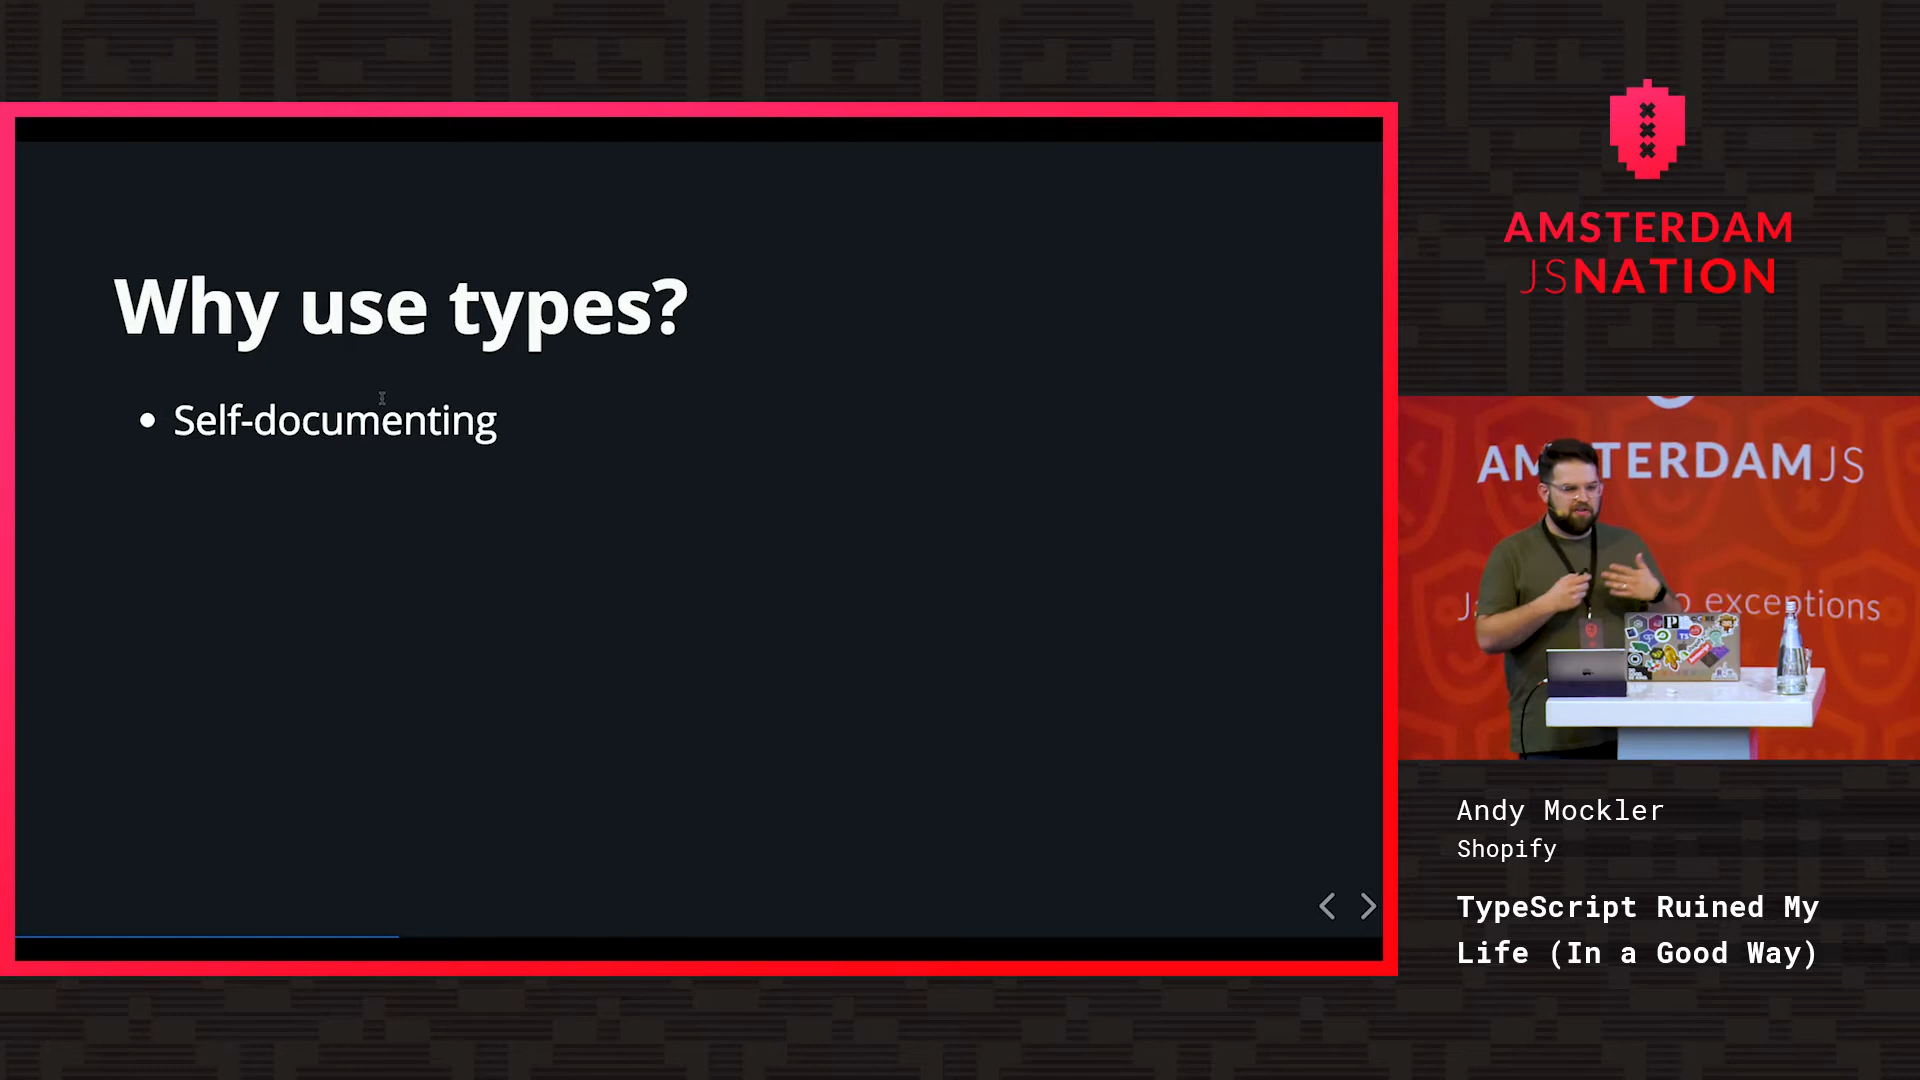 Why use types?
• Self-documenting
AMSTERDAM
JSNATION
AMSTERDAMJS
exceptions
Andy Mockler
Shopify
TypeScript Ruined My
Life (In a Good Way)